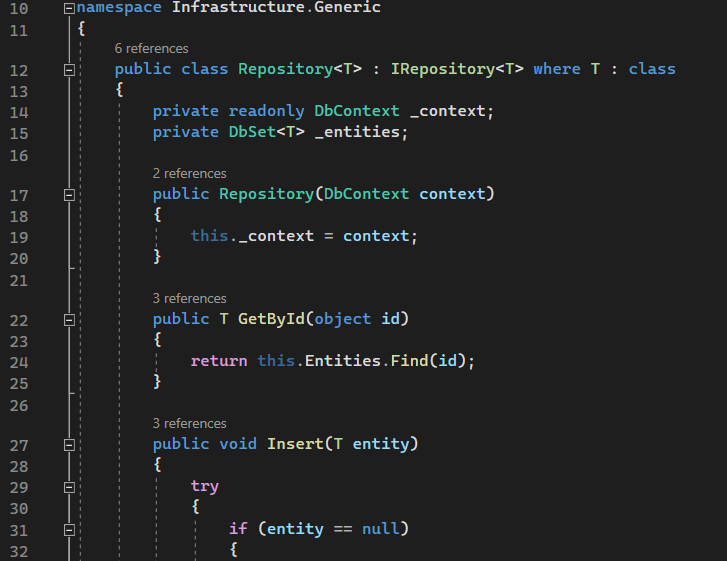 10 namespace Infrastructure.Generic
11 {
6 references
12 public class Repository<T> : IRepository<T> where T : class
13 {
14 private readonly DbContext _context;
15 private DbSet<T> _entities;
16
2 references
17 public Repository(DbContext context)
18 {
19 this._context = context;
20 }
21
3 references
22 public T GetById(object id)
23 {
24 return this.Entities.Find(id);
25 }
26
3 references
27 public void Insert(T entity)
28 {
29 try
30 {
31 if (entity == null)
32 {